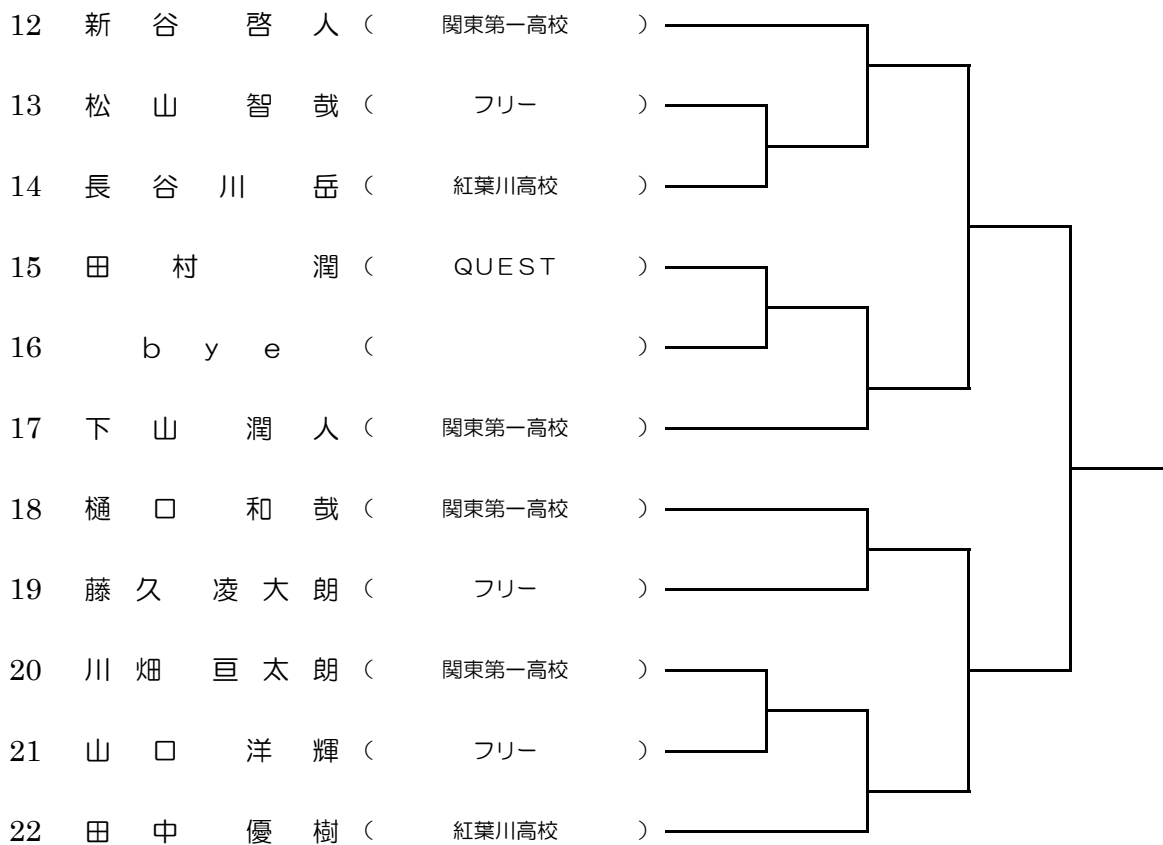 12 新谷 啓人 ( 関東第一高校 )
13 松山 智哉 ( フリー )
14 長谷川 岳 ( 紅葉川高校 )
15 田村 潤 ( QUEST )
16 bye ( )
17 下山 潤人 ( 関東第一高校 )
18 樋口 和哉 ( 関東第一高校 )
19 藤久 凌大朗 ( フリー )
20 川畑 亘太朗 ( 関東第一高校 )
21 山口 洋輝 ( フリー )
22 田中 優樹 ( 紅葉川高校 )